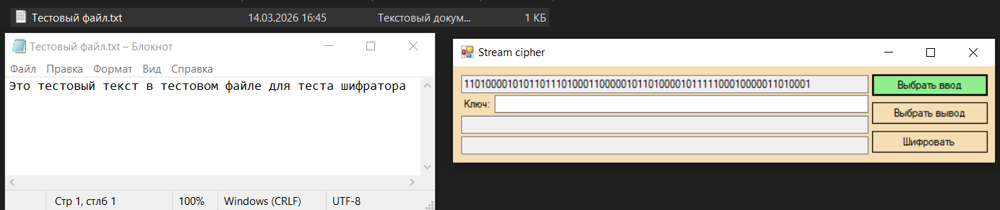 Тестовый файл.txt 14.03.2026 16:45 Текстовый докум... 1 КБ
Тестовый файл.txt – Блокнот
Файл Правка Формат Вид Справка
Это тестовый текст в тестовом файле для теста шифратора
Стр 1, стлб 1 100% Windows (CRLF) UTF-8
Stream cipher
1101000010101101110100011000001011010000101111100010000011010001
Выбрать ввод
Ключ:
Выбрать вывод
Шифровать